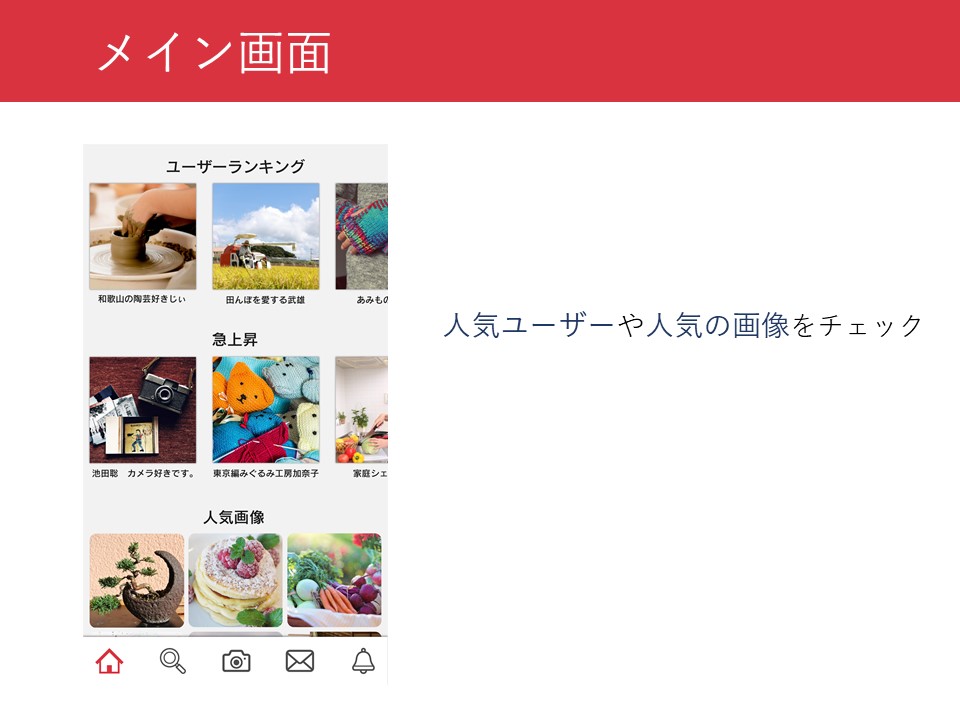 メイン画面
ユーザーランキング
和歌山の陶芸好きじぃ
田んぼを愛する武雄
あみもの
急上昇
池田聡　カメラ好きです。
東京編みぐるみ工房加奈子
家庭シェ
人気画像
人気ユーザーや人気の画像をチェック